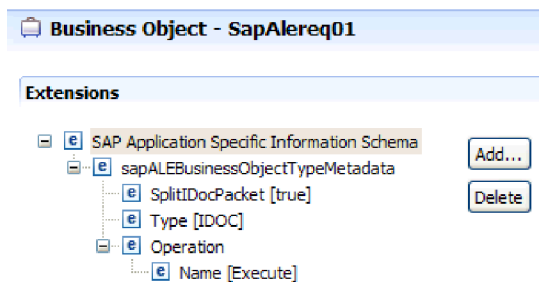 Business Object - SapAlereq01
Extensions
SAP Application Specific Information Schema
sapALEBusinessObjectTypeMetadata
SplitIDocPacket [true]
Type [IDOC]
Operation
Name [Execute]
Add...
Delete